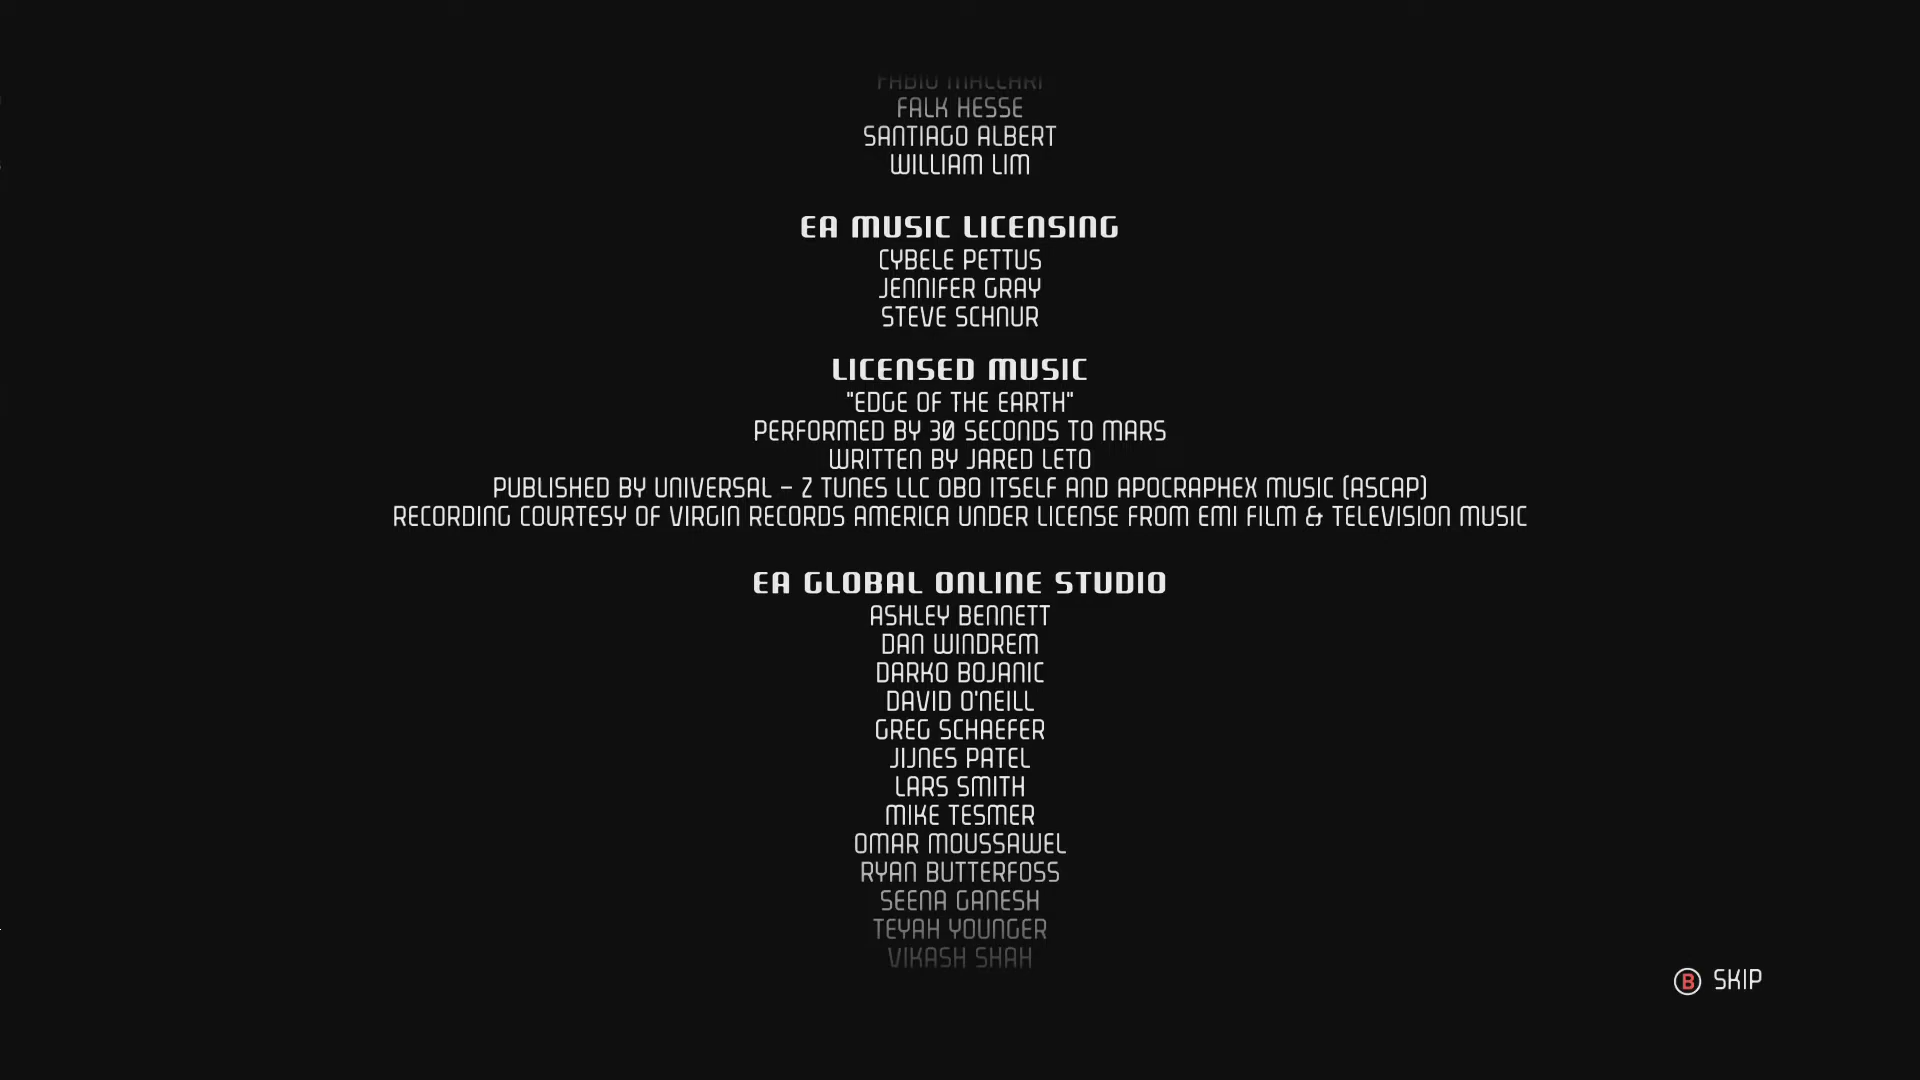 FABIO MALLARI
FALK HESSE
SANTIAGO ALBERT
WILLIAM LIM
EA MUSIC LICENSING
CYBELE PETTUS
JENNIFER GRAY
STEVE SCHNUR
LICENSED MUSIC
"EDGE OF THE EARTH"
PERFORMED BY 30 SECONDS TO MARS
WRITTEN BY JARED LETO
PUBLISHED BY UNIVERSAL – Z TUNES LLC OBO ITSELF AND APOCRAPHEX MUSIC (ASCAP)
RECORDING COURTESY OF VIRGIN RECORDS AMERICA UNDER LICENSE FROM EMI FILM & TELEVISION MUSIC
EA GLOBAL ONLINE STUDIO
ASHLEY BENNETT
DAN WINDREM
DARKO BOJANIC
DAVID O'NEILL
GREG SCHAEFER
JIJNES PATEL
LARS SMITH
MIKE TESMER
OMAR MOUSSAWEL
RYAN BUTTERFOSS
SEENA GANESH
TEYAH YOUNGER
VIKASH SHAH
B SKIP